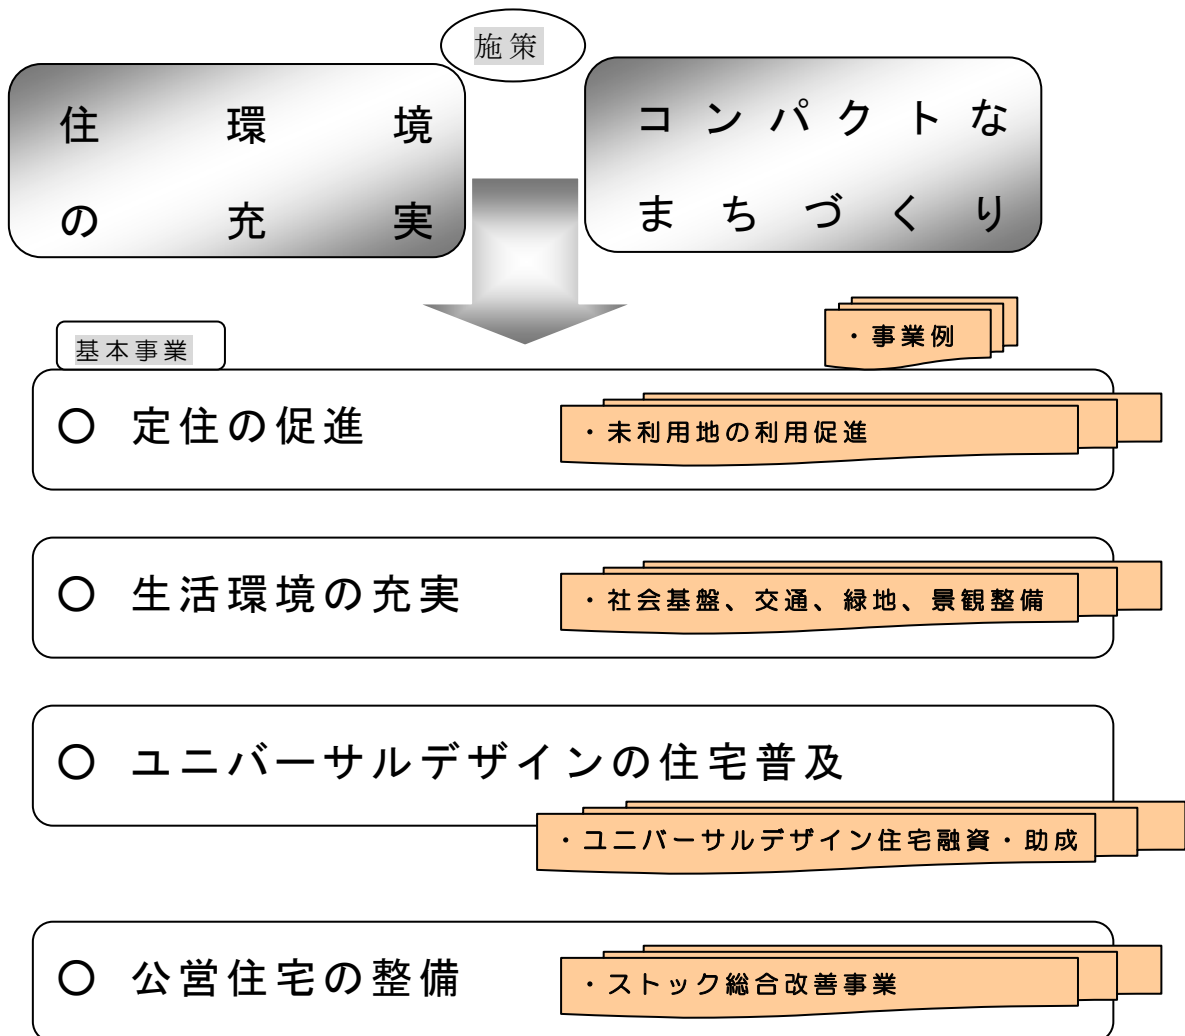 施策
住環境
の充実
コンパクトな
まちづくり
基本事業
・事業例
○ 定住の促進
・未利用地の利用促進
○ 生活環境の充実
・社会基盤、交通、緑地、景観整備
○ ユニバーサルデザインの住宅普及
・ユニバーサルデザイン住宅融資・助成
○ 公営住宅の整備
・ストック総合改善事業